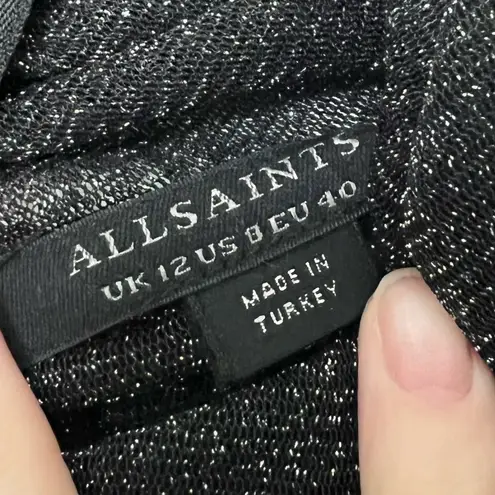 ALLSAINTS
UK 12 US 8 EU 40
MADE IN
TURKEY